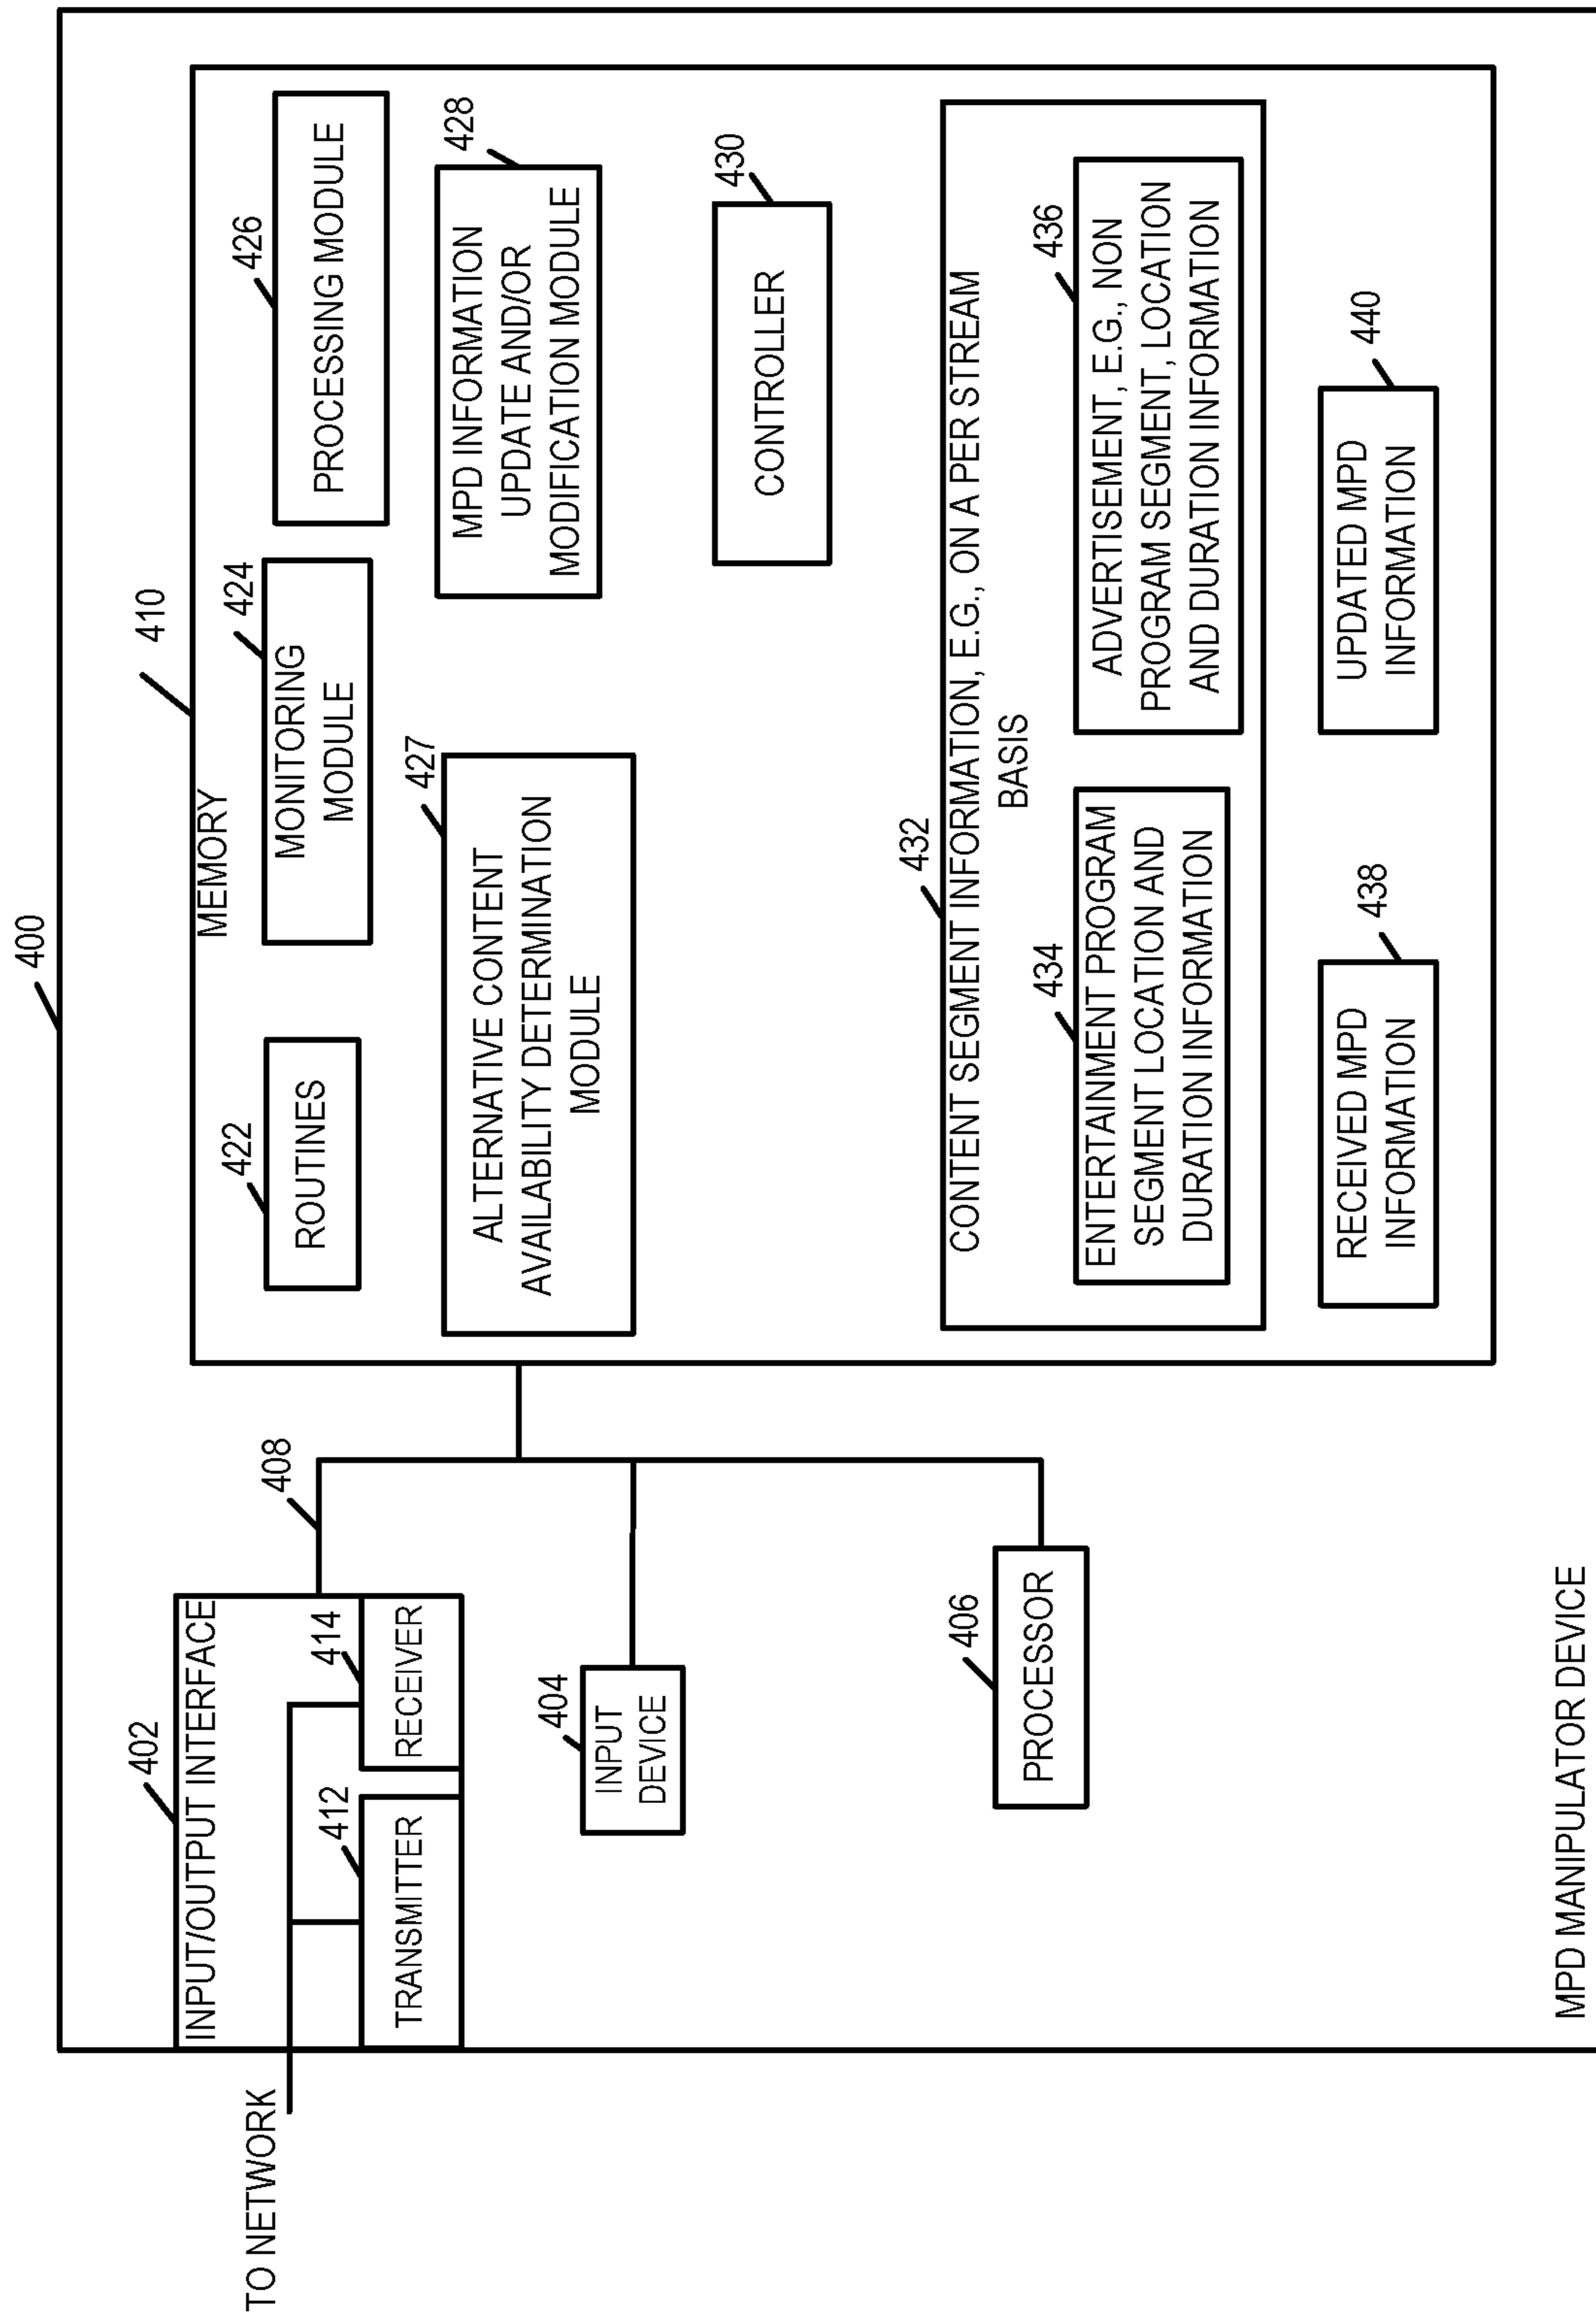 400
TO NETWORK
402
INPUT/OUTPUT INTERFACE
412
414
TRANSMITTER
RECEIVER
408
404
INPUT
DEVICE
406
PROCESSOR
410
MEMORY
422
ROUTINES
424
MONITORING
MODULE
426
PROCESSING MODULE
427
ALTERNATIVE CONTENT
AVAILABILITY DETERMINATION
MODULE
428
MPD INFORMATION
UPDATE AND/OR
MODIFICATION MODULE
430
CONTROLLER
432
CONTENT SEGMENT INFORMATION, E.G., ON A PER STREAM
BASIS
434
ENTERTAINMENT PROGRAM
SEGMENT LOCATION AND
DURATION INFORMATION
436
ADVERTISEMENT, E.G., NON
PROGRAM SEGMENT, LOCATION
AND DURATION INFORMATION
438
RECEIVED MPD
INFORMATION
440
UPDATED MPD
INFORMATION
MPD MANIPULATOR DEVICE